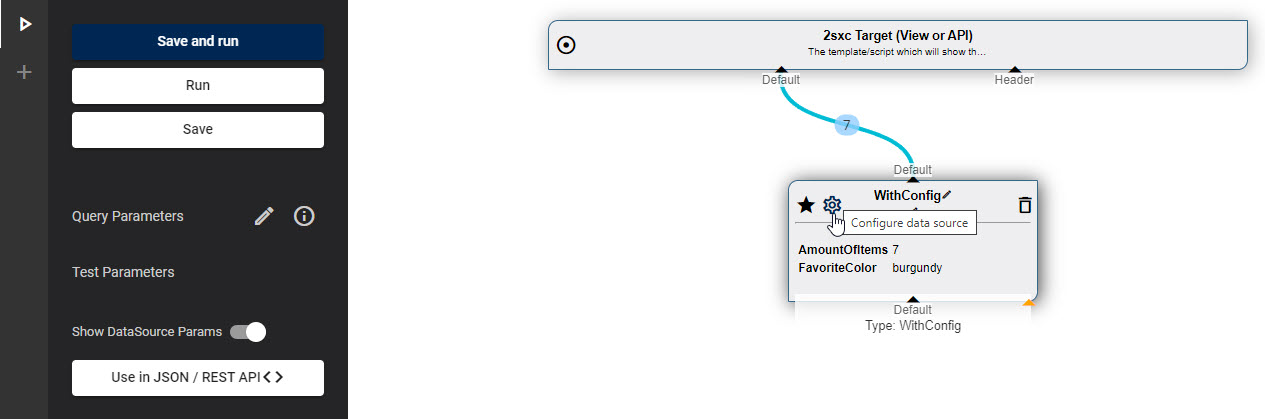 Save and run
Run
Save
Query Parameters
Test Parameters
Show DataSource Params
Use in JSON / REST API
2sxc Target (View or API)
The template/script which will show th...
Default
Header
7
Default
WithConfig
Configure data source
AmountOfItems 7
FavoriteColor burgundy
Default
Type: WithConfig